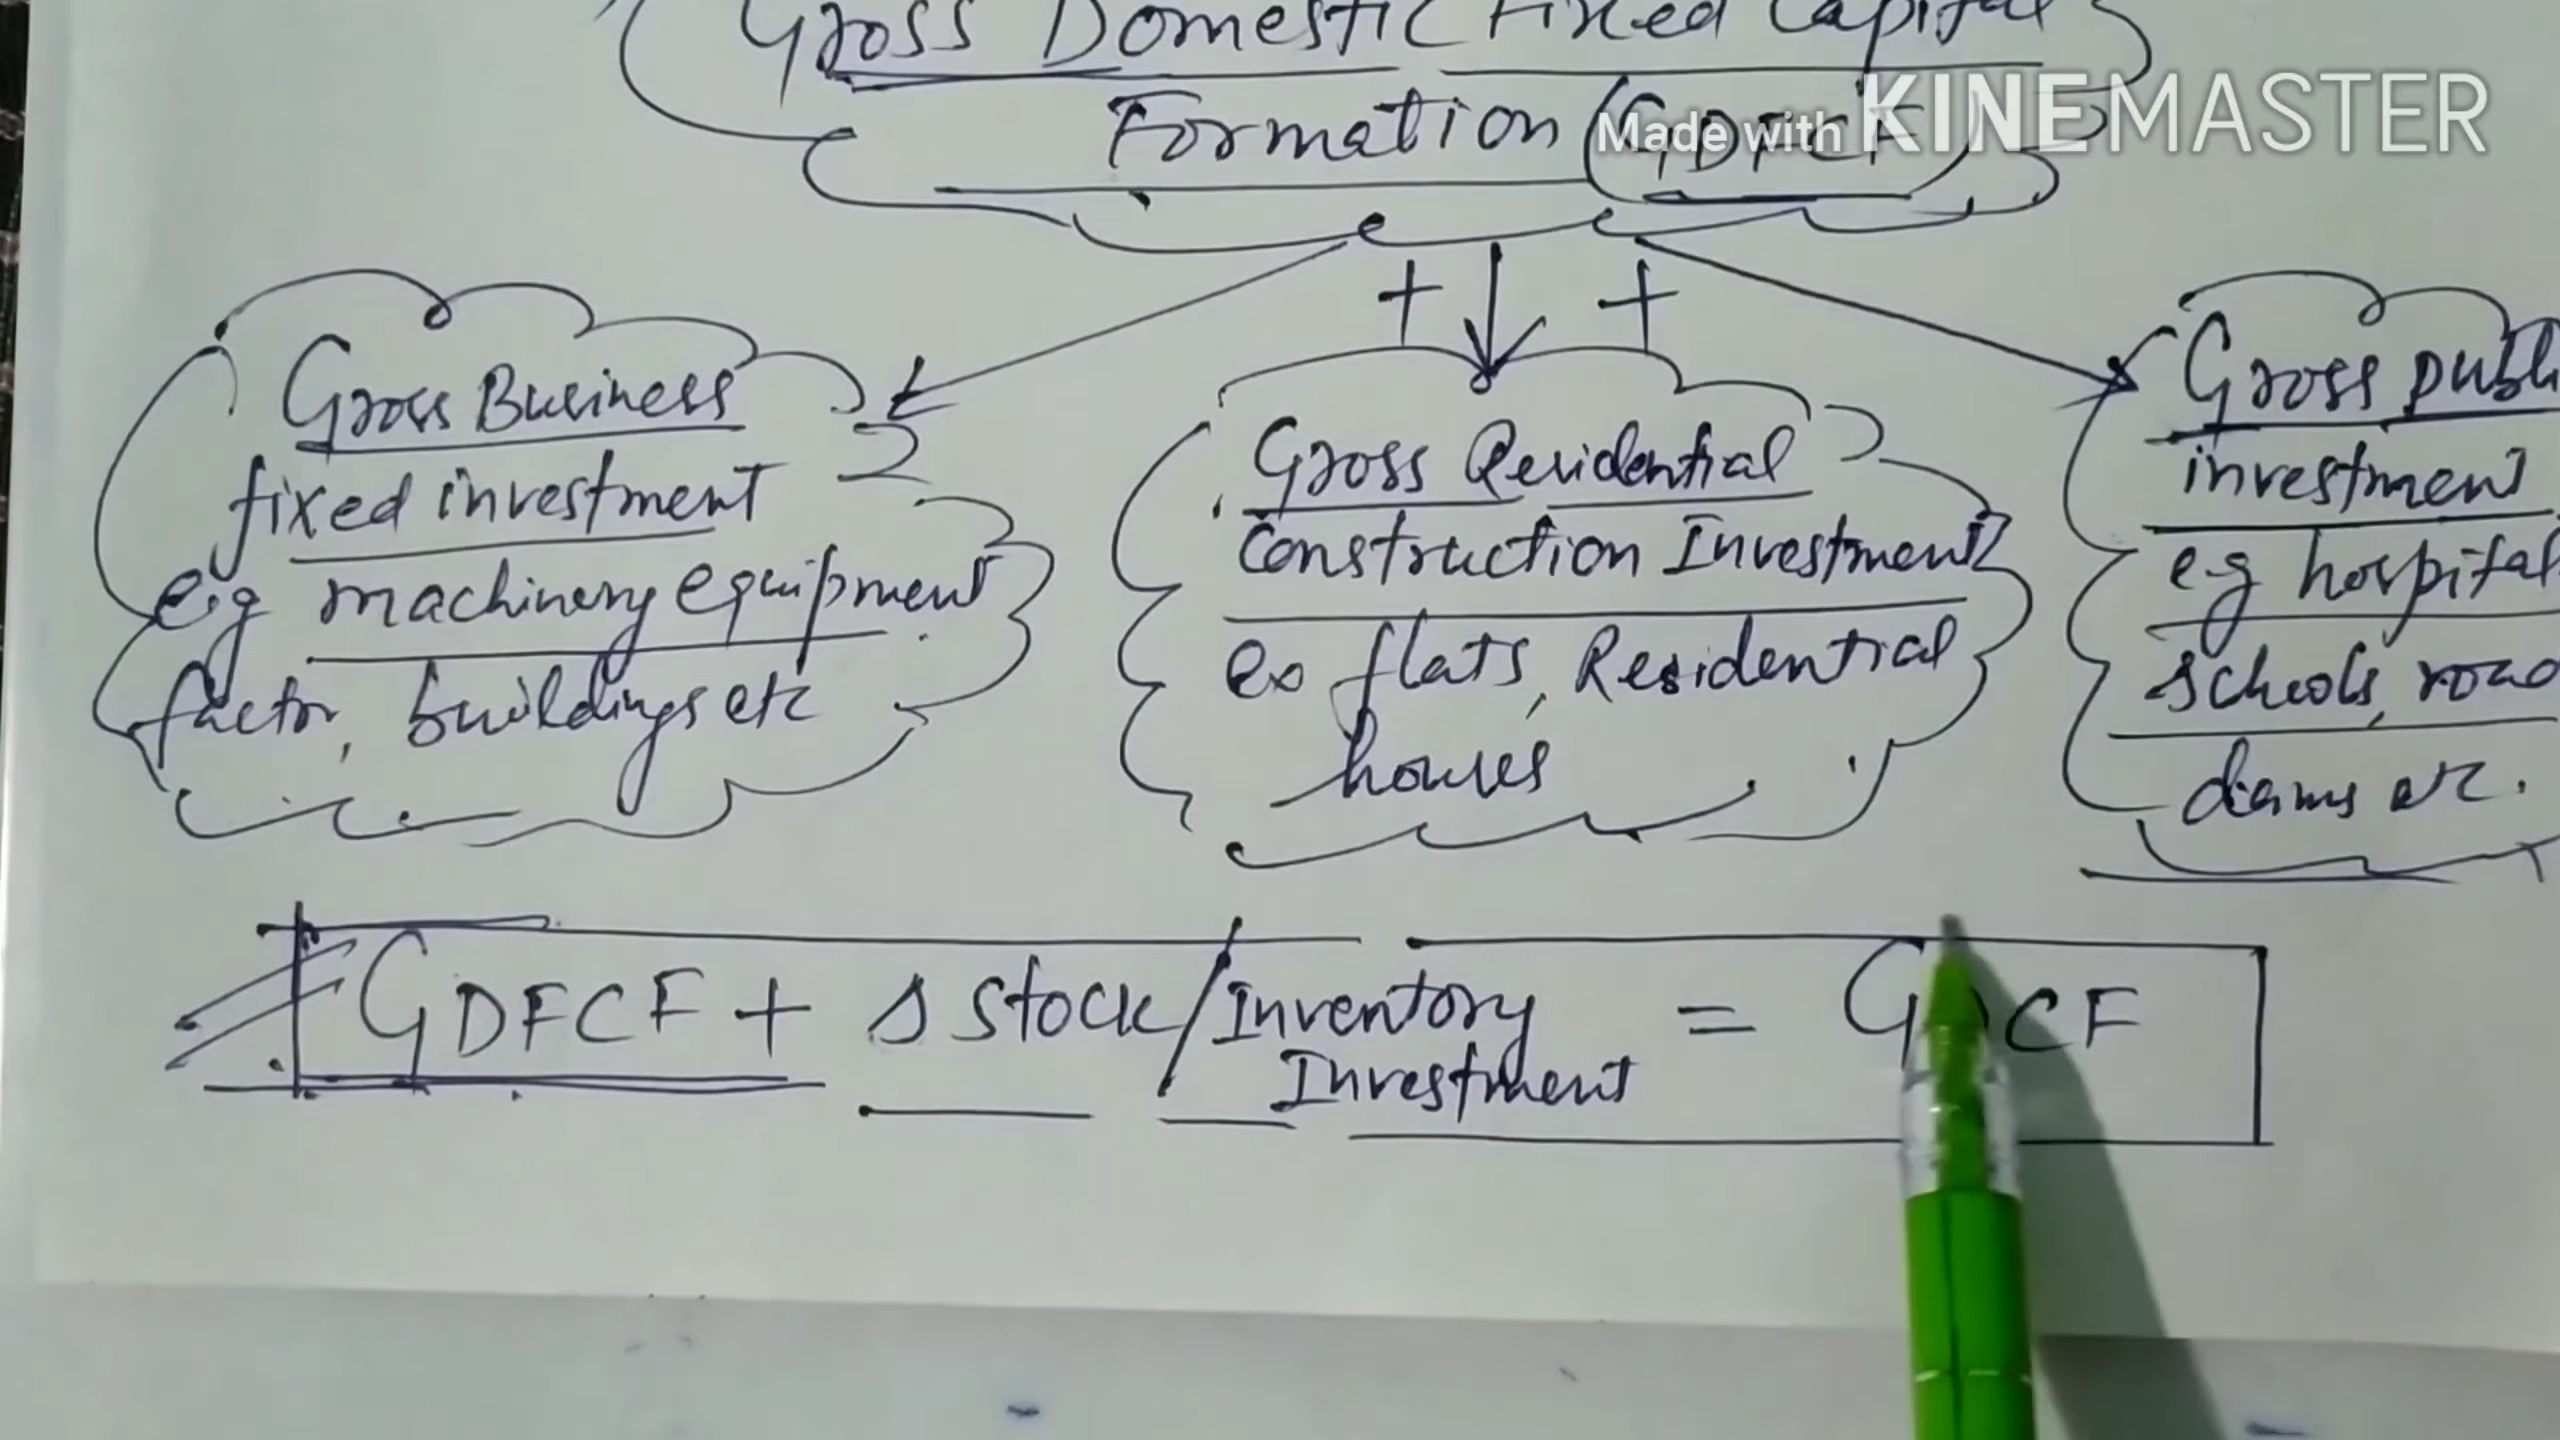 Gross Domestic Fixed Capital
Formation (GDFCF)
Made with KINEMASTER
+ +
Gross Business
fixed investment
e.g machinery equipment
factor, buildings etc
Gross Residential
Construction Investment
ex flats, Residential
houses
Gross publi
investment
e.g hospital
schools, road
dams etc.
GDFCF + Δ Stock/Inventory
Investment
= GDCF